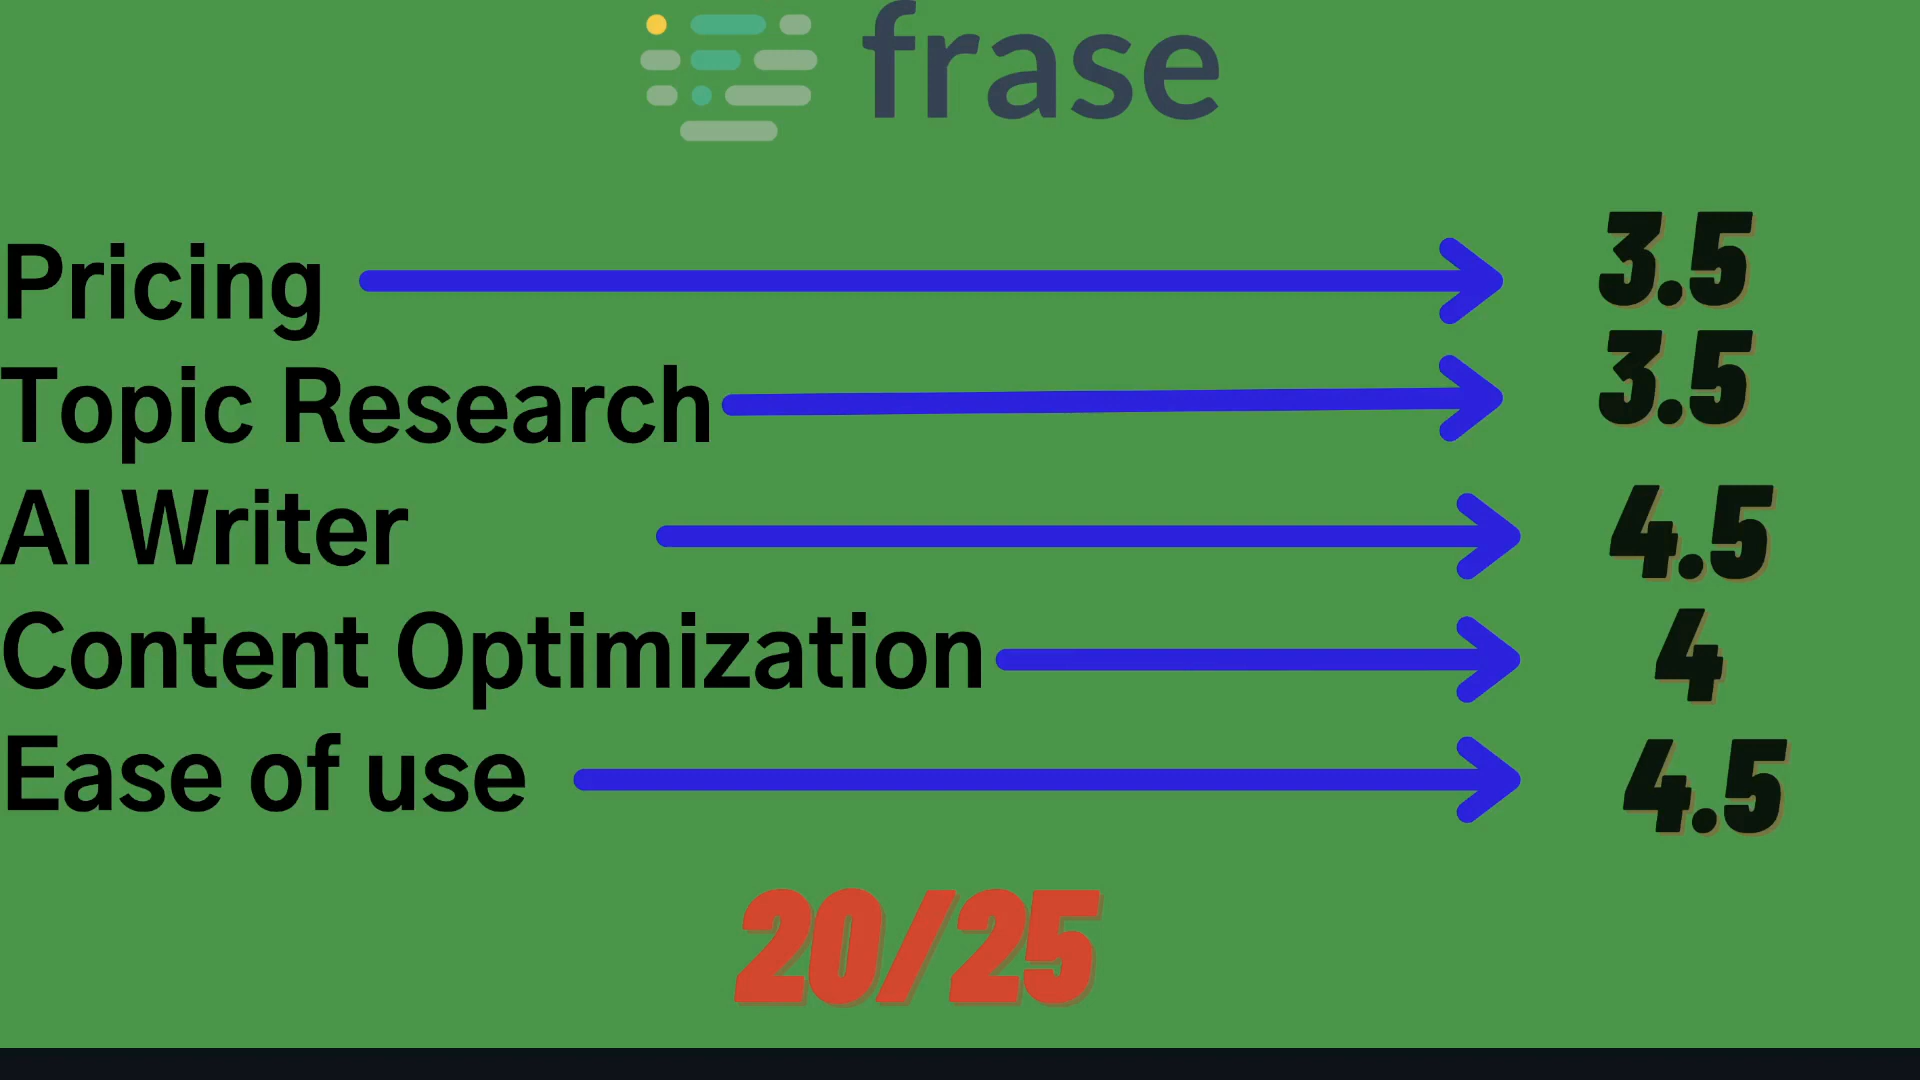 frase
Pricing 3.5
Topic Research 3.5
AI Writer 4.5
Content Optimization 4
Ease of use 4.5
20/25